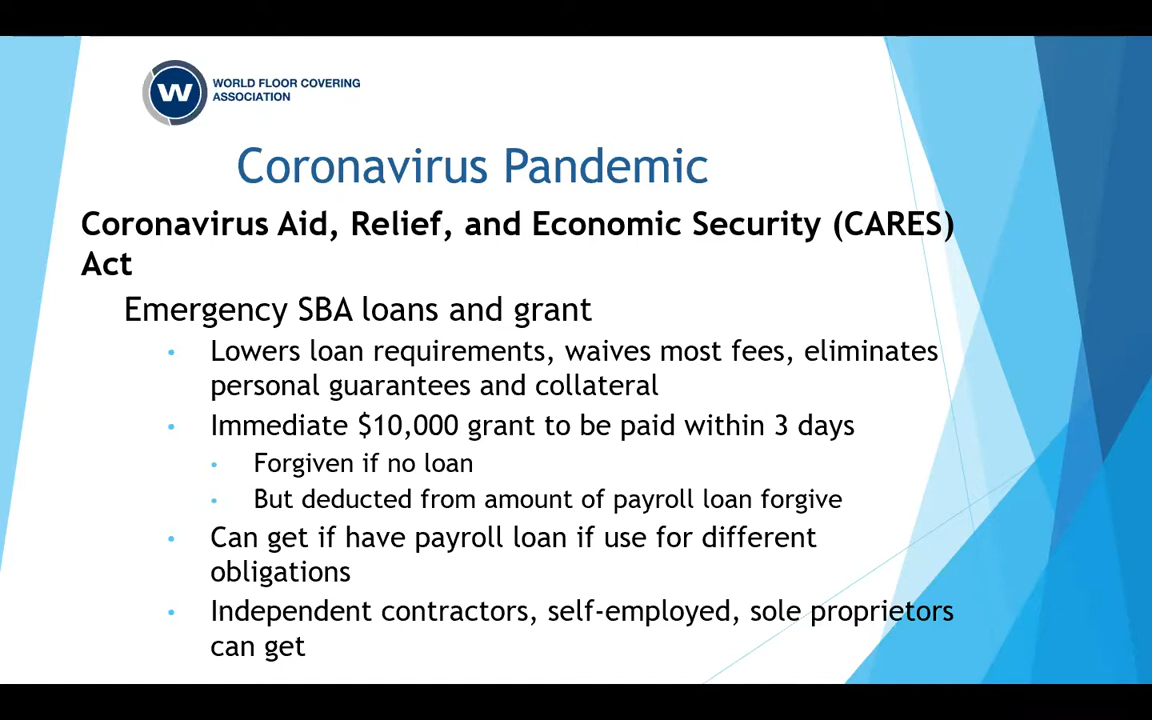 W
WORLD FLOOR COVERING
ASSOCIATION
Coronavirus Pandemic
Coronavirus Aid, Relief, and Economic Security (CARES)
Act
Emergency SBA loans and grant
• Lowers loan requirements, waives most fees, eliminates
personal guarantees and collateral
• Immediate $10,000 grant to be paid within 3 days
• Forgiven if no loan
• But deducted from amount of payroll loan forgive
• Can get if have payroll loan if use for different
obligations
• Independent contractors, self-employed, sole proprietors
can get